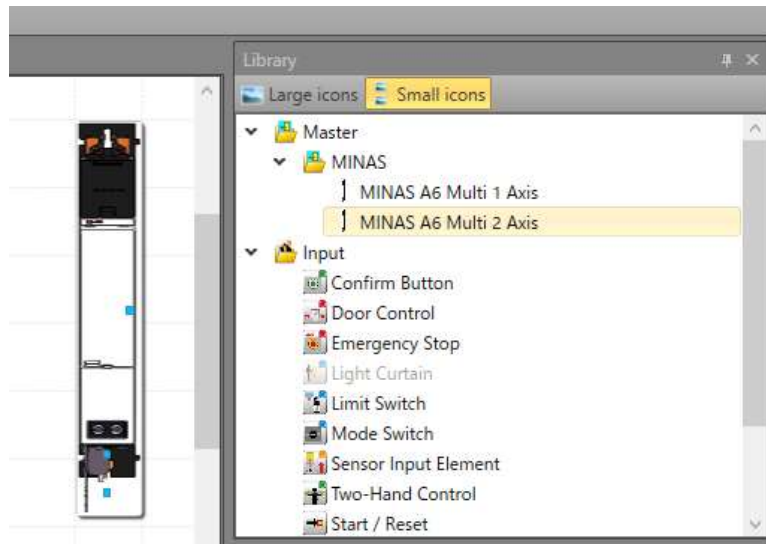 Library
Large icons Small icons
Master
MINAS
MINAS A6 Multi 1 Axis
MINAS A6 Multi 2 Axis
Input
Confirm Button
Door Control
Emergency Stop
Light Curtain
Limit Switch
Mode Switch
Sensor Input Element
Two-Hand Control
Start / Reset
1